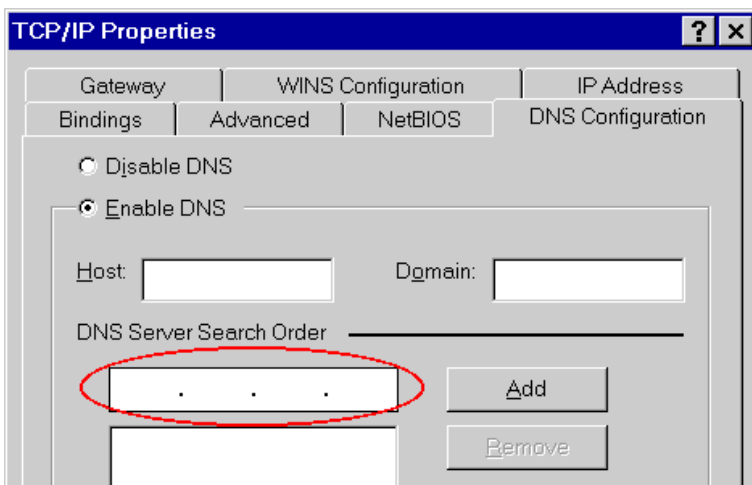 TCP/IP Properties ? ×
Gateway WINS Configuration IP Address
Bindings Advanced NetBIOS DNS Configuration
Disable DNS
Enable DNS
Host: Domain:
DNS Server Search Order
. . . Add
Remove